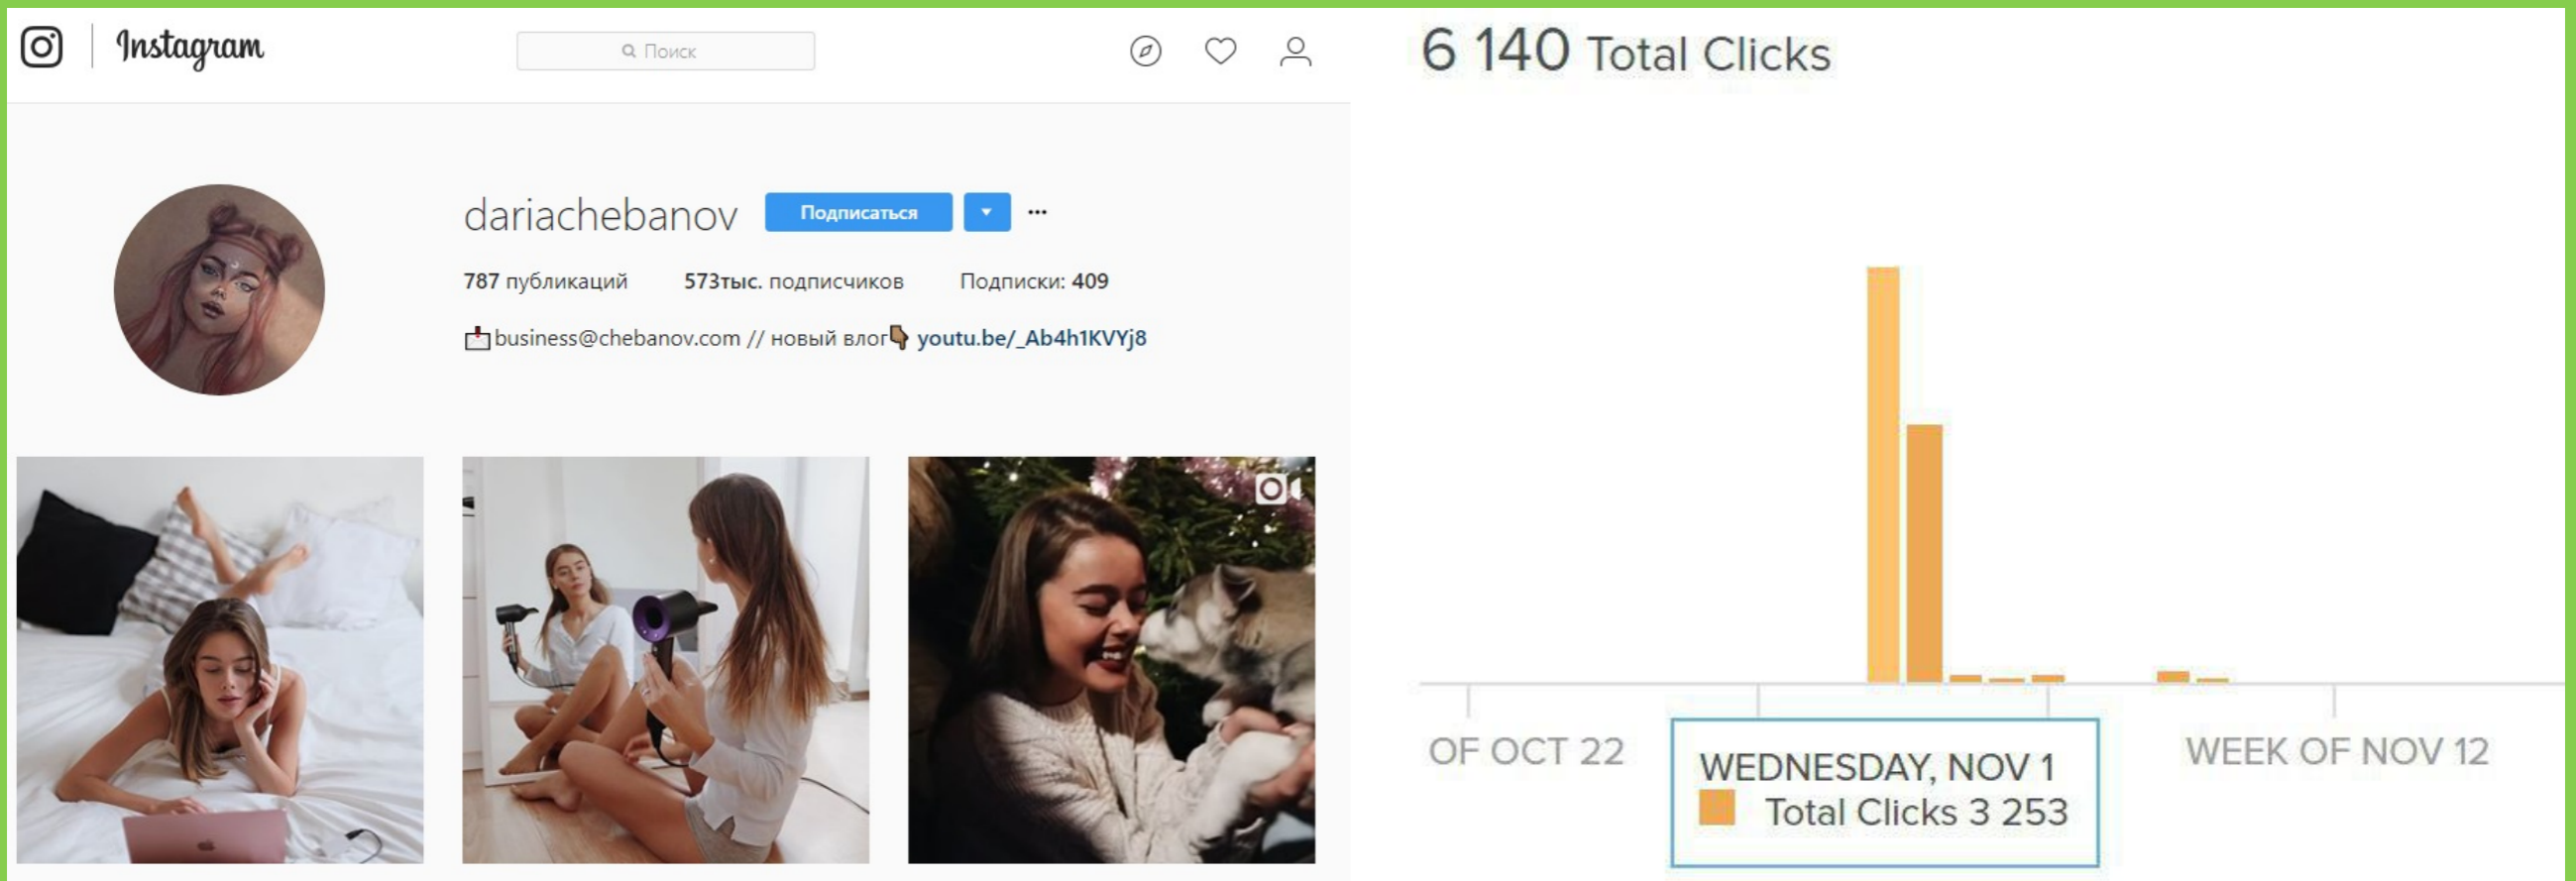 Instagram
Поиск
dariachebanov Подписаться
787 публикаций 573тыс. подписчиков Подписки: 409
business@chebanov.com // новый влог youtu.be/_Ab4h1KVYj8
6 140 Total Clicks
OF OCT 22
WEDNESDAY, NOV 1
Total Clicks 3 253
WEEK OF NOV 12